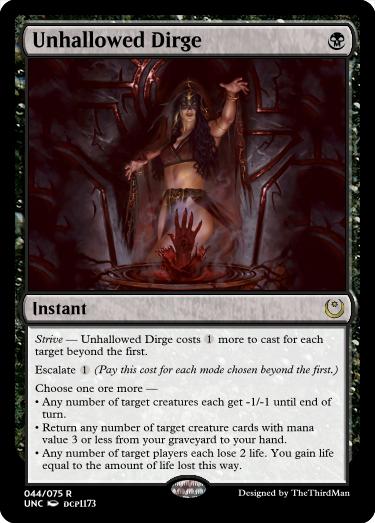 Unhallowed Dirge
Instant
Strive — Unhallowed Dirge costs 1 more to cast for each
target beyond the first.
Escalate 1 (Pay this cost for each mode chosen beyond the first.)
Choose one ore more —
• Any number of target creatures each get -1/-1 until end of
turn.
• Return any number of target creature cards with mana
value 3 or less from your graveyard to your hand.
• Any number of target players each lose 2 life. You gain life
equal to the amount of life lost this way.
044/075 R
Designed by TheThirdMan
UNC DCP1173